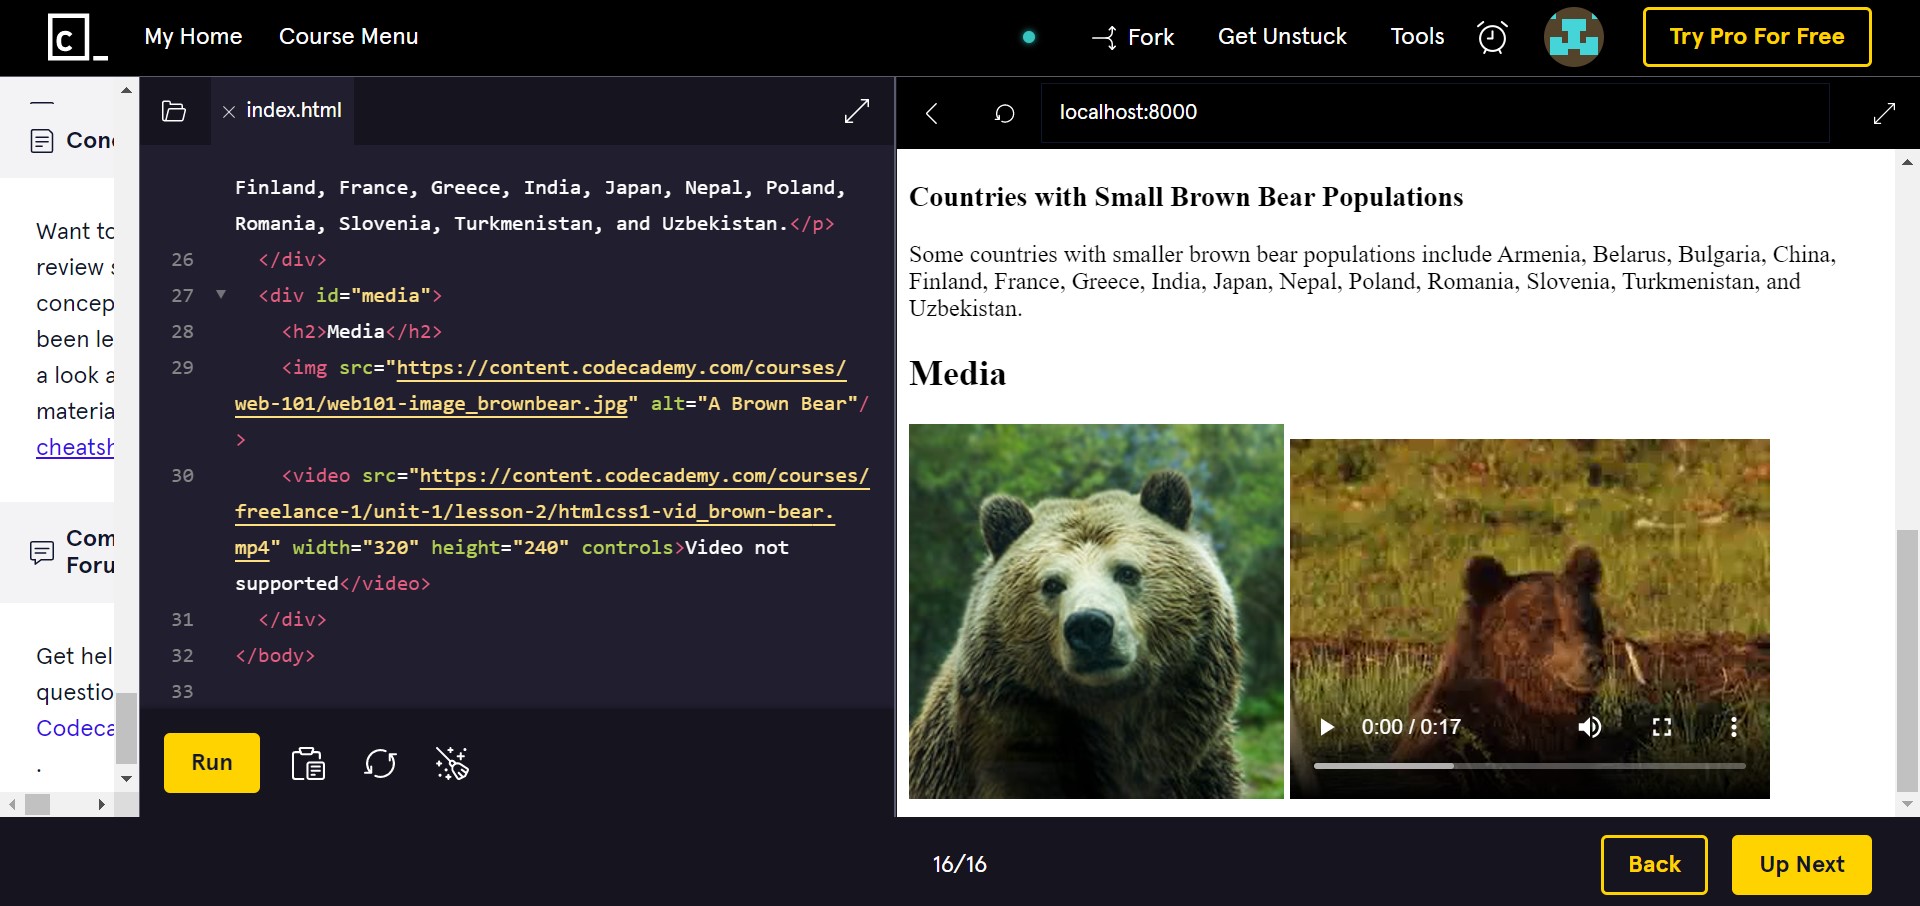 My Home
Course Menu
Fork
Get Unstuck
Tools
Try Pro For Free
Want to
review
concep
been le
a look a
materia
cheatsh
Com
Foru
Get hel
questio
Codeca
.
index.html
Finland, France, Greece, India, Japan, Nepal, Poland,
Romania, Slovenia, Turkmenistan, and Uzbekistan.</p>
26 </div>
27 <div id="media">
28 <h2>Media</h2>
29 <img src="https://content.codecademy.com/courses/
web-101/web101-image_brownbear.jpg" alt="A Brown Bear"/
>
30 <video src="https://content.codecademy.com/courses/
freelance-1/unit-1/lesson-2/htmlcss1-vid_brown-bear.
mp4" width="320" height="240" controls>Video not
supported</video>
31 </div>
32 </body>
33
Run
localhost:8000
Countries with Small Brown Bear Populations
Some countries with smaller brown bear populations include Armenia, Belarus, Bulgaria, China,
Finland, France, Greece, India, Japan, Nepal, Poland, Romania, Slovenia, Turkmenistan, and
Uzbekistan.
Media
0:00 / 0:17
16/16
Back
Up Next